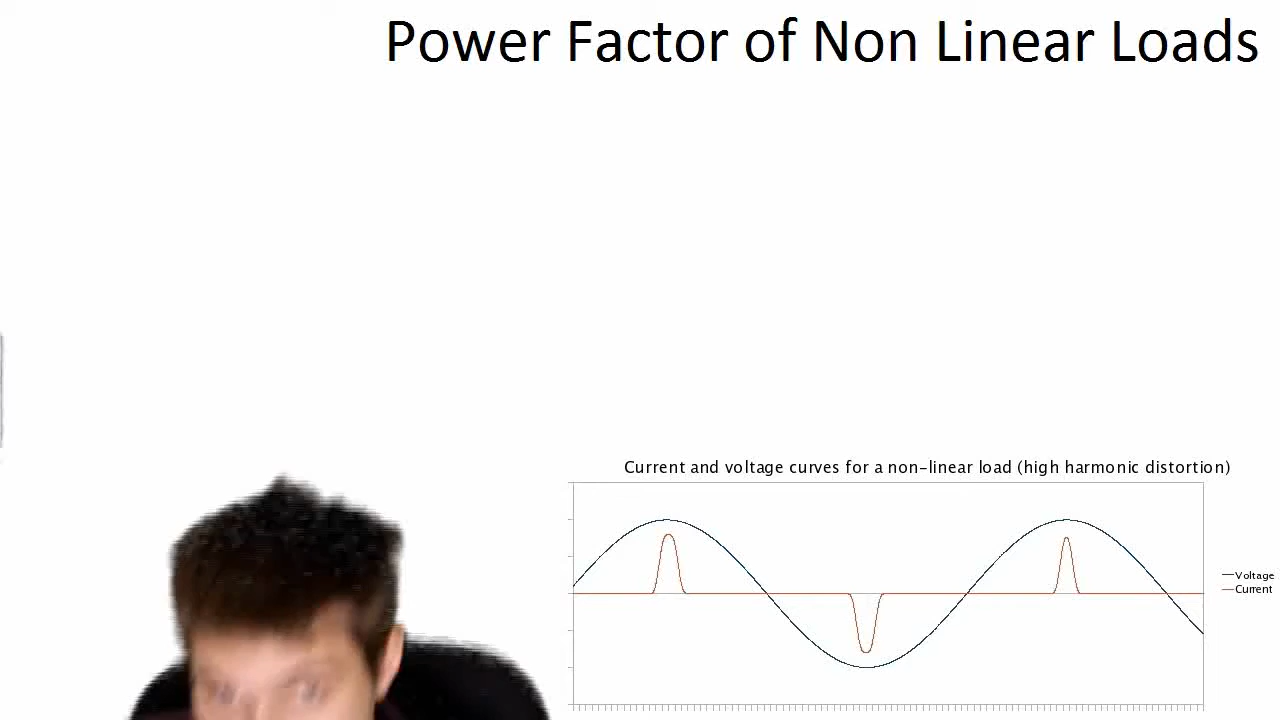 Power Factor of Non Linear Loads
Current and voltage curves for a non-linear load (high harmonic distortion)
Voltage
Current